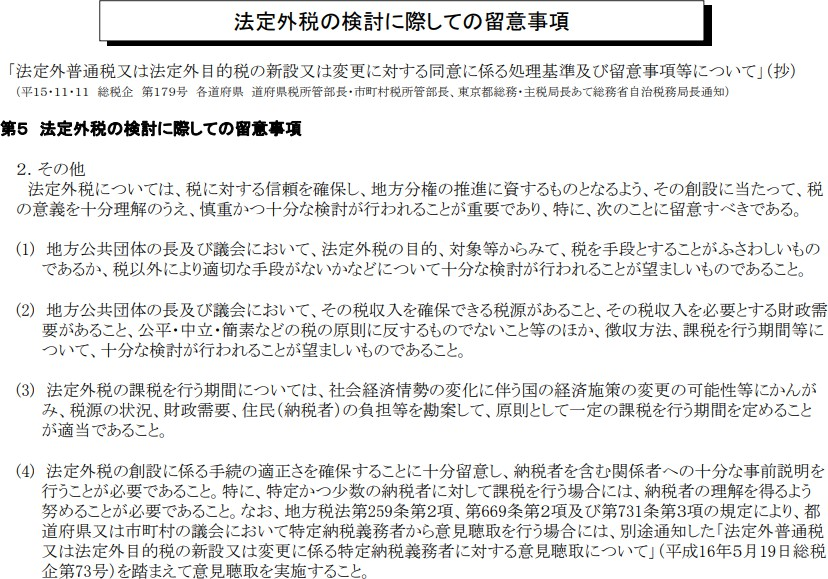 法定外税の検討に際しての留意事項
「法定外普通税又は法定外目的税の新設又は変更に対する同意に係る処理基準及び留意事項等について」（抄）
（平15・11・11　総税企　第179号　各道府県　道府県税所管部長・市町村税所管部長、東京都総務・主税局長あて総務省自治税務局長通知）
第５　法定外税の検討に際しての留意事項
２．その他
法定外税については、税に対する信頼を確保し、地方分権の推進に資するものとなるよう、その創設に当たって、税
の意義を十分理解のうえ、慎重かつ十分な検討が行われることが重要であり、特に、次のことに留意すべきである。
(1)　地方公共団体の長及び議会において、法定外税の目的、対象等からみて、税を手段とすることがふさわしいもの
であるか、税以外により適切な手段がないかなどについて十分な検討が行われることが望ましいものであること。
(2)　地方公共団体の長及び議会において、その税収入を確保できる税源があること、その税収入を必要とする財政需
要があること、公平・中立・簡素などの税の原則に反するものでないこと等のほか、徴収方法、課税を行う期間等に
ついて、十分な検討が行われることが望ましいものであること。
(3)　法定外税の課税を行う期間については、社会経済情勢の変化に伴う国の経済施策の変更の可能性等にかんが
み、税源の状況、財政需要、住民（納税者）の負担等を勘案して、原則として一定の課税を行う期間を定めること
が適当であること。
(4)　法定外税の創設に係る手続の適正さを確保することに十分留意し、納税者を含む関係者への十分な事前説明を
行うことが必要であること。特に、特定かつ少数の納税者に対して課税を行う場合には、納税者の理解を得るよう
努めることが必要であること。なお、地方税法第259条第２項、第669条第２項及び第731条第３項の規定により、都
道府県又は市町村の議会において特定納税義務者から意見聴取を行う場合には、別途通知した「法定外普通税
又は法定外目的税の新設又は変更に係る特定納税義務者に対する意見聴取について」（平成16年５月19日総税
企第73号）を踏まえて意見聴取を実施すること。